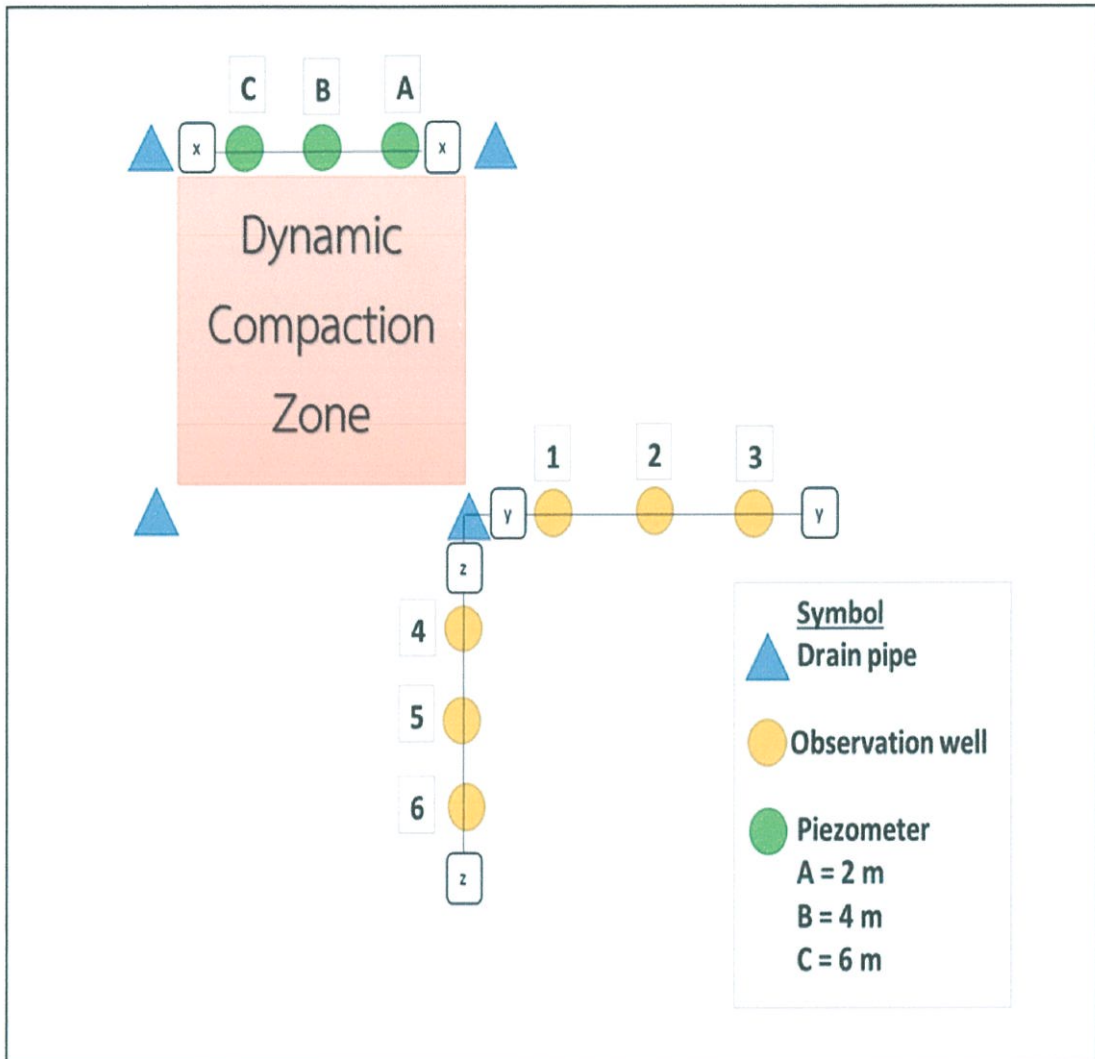 C B A
x x
Dynamic
Compaction
Zone
1 2 3
y y
z
4
5
6
z
Symbol
Drain pipe
Observation well
Piezometer
A = 2 m
B = 4 m
C = 6 m